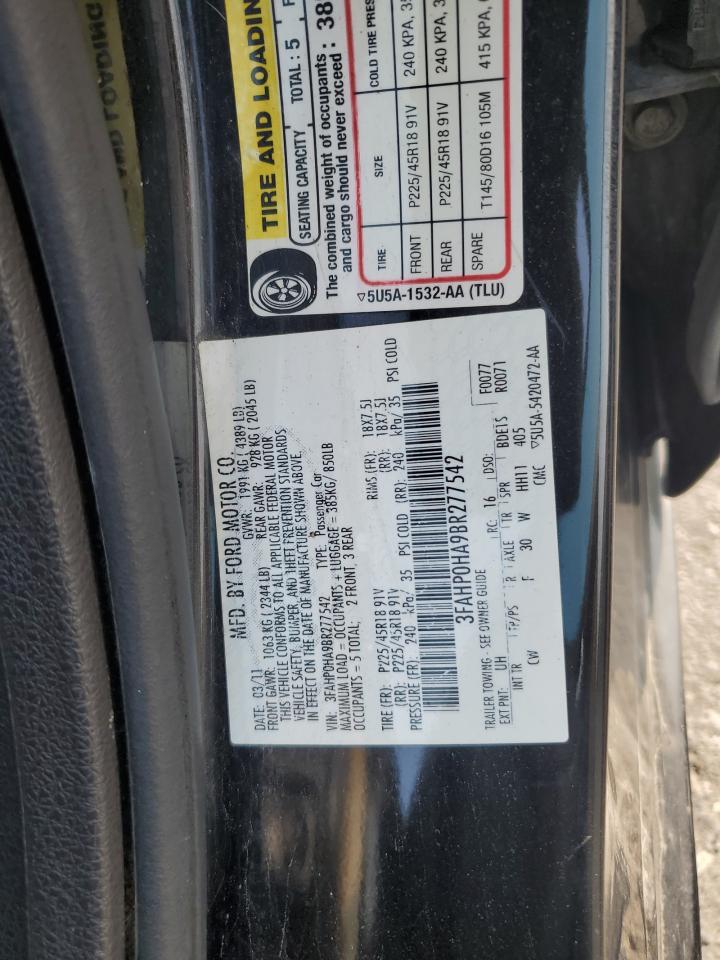 TIRE AND LOADING
SEATING CAPACITY TOTAL: 5
The combined weight of occupants
and cargo should never exceed: 38
TIRE SIZE COLD TIRE PRES
FRONT P225/45R18 91V 240 KPA, 3
REAR P225/45R18 91V 240 KPA, 3
SPARE T145/80D16 105M 415 KPA,
▽5U5A-1532-AA (TLU)
MFD. BY FORD MOTOR CO.
DATE: 03/11 GVWR: 1991 KG ( 4389 LB)
FRONT GAWR: 1063 KG ( 2344 LB) REAR GAWR: 928 KG ( 2045 LB)
THIS VEHICLE CONFORMS TO ALL APPLICABLE FEDERAL MOTOR
VEHICLE SAFETY, BUMPER, AND THEFT PREVENTION STANDARDS
IN EFFECT ON THE DATE OF MANUFACTURE SHOWN ABOVE.
VIN: 3FAHP0HA9BR277542 TYPE: Passenger Car
MAXIMUM LOAD = OCCUPANTS + LUGGAGE = 385KG/ 850LB
OCCUPANTS = 5 TOTAL; 2 FRONT, 3 REAR
TIRE (FR): P225/45R18 91V RIMS (FR): 18X7.5J
(RR): P225/45R18 91V (RR): 18X7.5J
PRESSURE (FR): 240 kPa/ 35 PSI COLD (RR): 240 kPa/ 35 PSI COLD
3FAHP0HA9BR277542
F0077
R0071
TRAILER TOWING - SEE OWNER GUIDE
EXT PNT: UH RC: 16 DSO: BDE1S
INT TR TP/PS R AXLE TR SPR 405
CW F 30 W HH11 CMC ▽5U5A-5420472-AA